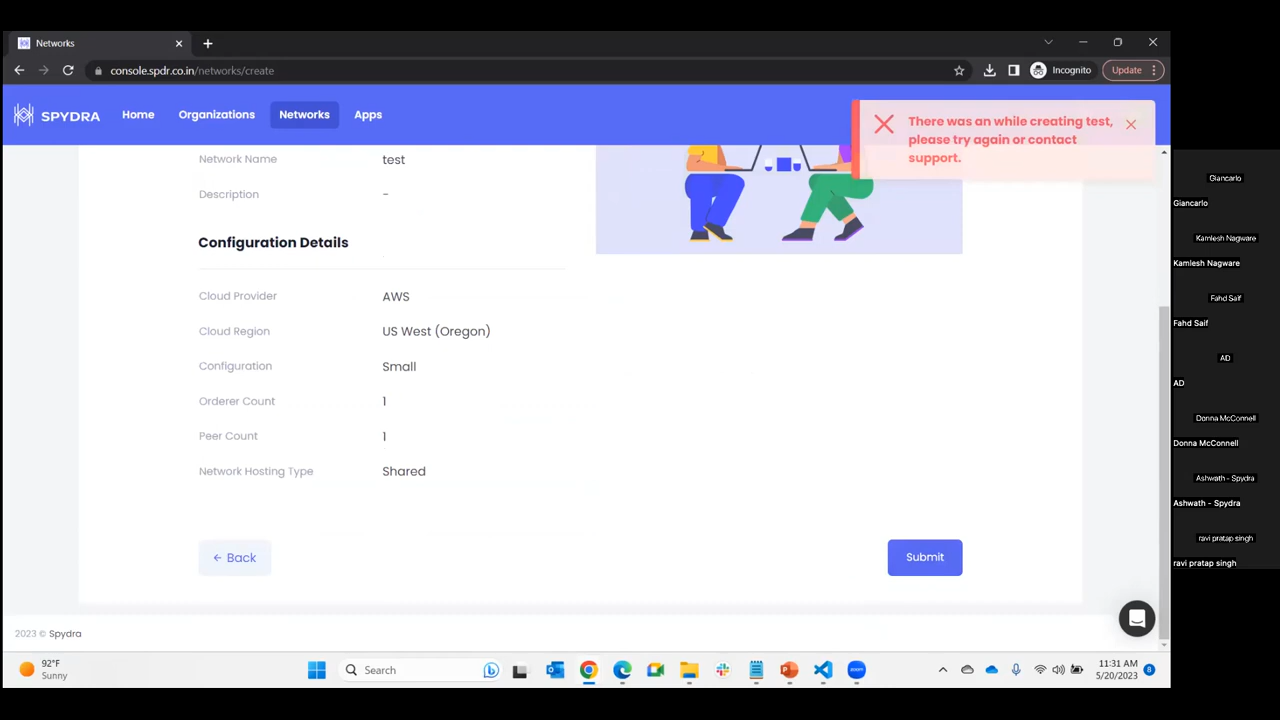 Networks
console.spdr.co.in/networks/create
Incognito
Update
SPYDRA
Home
Organizations
Networks
Apps
There was an while creating test,
please try again or contact
support.
Network Name
test
Description
-
Configuration Details
Cloud Provider
AWS
Cloud Region
US West (Oregon)
Configuration
Small
Orderer Count
1
Peer Count
1
Network Hosting Type
Shared
← Back
Submit
2023 © Spydra
92°F
Sunny
Search
zoom
11:31 AM
5/20/2023
8
Giancarlo
Giancarlo
Kamlesh Nagware
Kamlesh Nagware
Fahd Saif
Fahd Saif
AD
AD
Donna McConnell
Donna McConnell
Ashwath - Spydra
Ashwath - Spydra
ravi pratap singh
ravi pratap singh